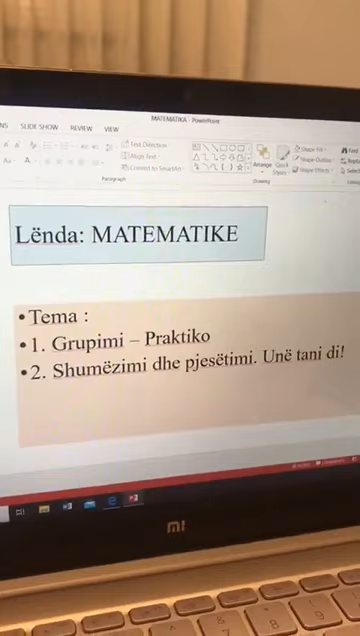 MATEMATIKA - PowerPoint
SLIDE SHOW REVIEW VIEW
Text Direction
Align Text
Convert to SmartArt
Paragraph
Arrange
Quick
Styles
Shape Fill
Shape Outline
Shape Effects
Drawing
Find
Lënda: MATEMATIKE
• Tema :
• 1. Grupimi – Praktiko
• 2. Shumëzimi dhe pjesëtimi. Unë tani di!
mi